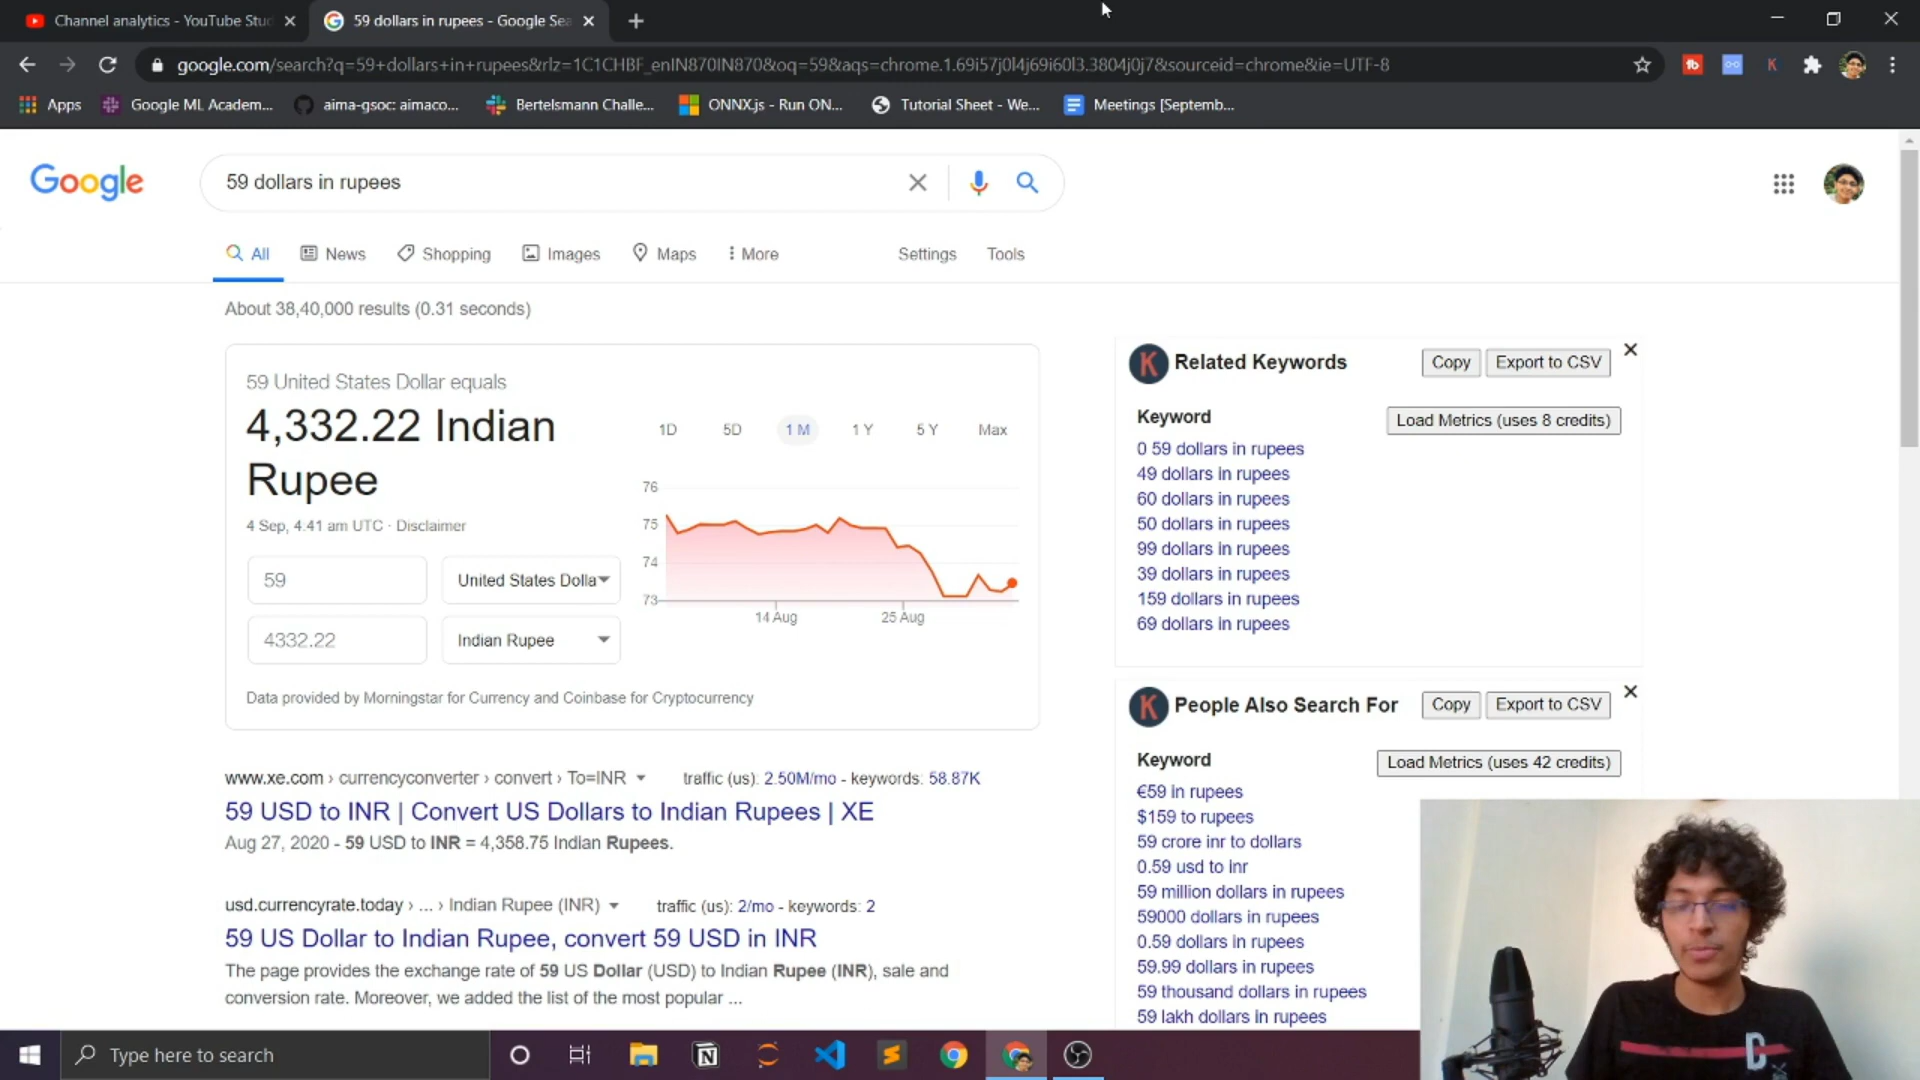 Channel analytics - YouTube Stud
59 dollars in rupees - Google Sea
google.com/search?q=59+dollars+in+rupees&rlz=1C1CHBF_enIN870IN870&oq=59&aqs=chrome.1.69i57j0l4j69i60l3.3804j0j7&sourceid=chrome&ie=UTF-8
Apps
Google ML Academ...
aima-gsoc: aimaco...
Bertelsmann Challe...
ONNX.js - Run ON...
Tutorial Sheet - We...
Meetings [Septemb...
Google
59 dollars in rupees
All
News
Shopping
Images
Maps
More
Settings
Tools
About 38,40,000 results (0.31 seconds)
59 United States Dollar equals
4,332.22 Indian
Rupee
4 Sep, 4:41 am UTC · Disclaimer
59
United States Dolla
4332.22
Indian Rupee
1D
5D
1 M
1 Y
5 Y
Max
76
75
74
73
14 Aug
25 Aug
Data provided by Morningstar for Currency and Coinbase for Cryptocurrency
www.xe.com › currencyconverter › convert › To=INR
traffic (us): 2.50M/mo - keywords: 58.87K
59 USD to INR | Convert US Dollars to Indian Rupees | XE
Aug 27, 2020 - 59 USD to INR = 4,358.75 Indian Rupees.
usd.currencyrate.today › ... › Indian Rupee (INR)
traffic (us): 2/mo - keywords: 2
59 US Dollar to Indian Rupee, convert 59 USD in INR
The page provides the exchange rate of 59 US Dollar (USD) to Indian Rupee (INR), sale and
conversion rate. Moreover, we added the list of the most popular ...
K
Related Keywords
Copy
Export to CSV
Keyword
Load Metrics (uses 8 credits)
0 59 dollars in rupees
49 dollars in rupees
60 dollars in rupees
50 dollars in rupees
99 dollars in rupees
39 dollars in rupees
159 dollars in rupees
69 dollars in rupees
K
People Also Search For
Copy
Export to CSV
Keyword
Load Metrics (uses 42 credits)
€59 in rupees
$159 to rupees
59 crore inr to dollars
0.59 usd to inr
59 million dollars in rupees
59000 dollars in rupees
0.59 dollars in rupees
59.99 dollars in rupees
59 thousand dollars in rupees
59 lakh dollars in rupees
Type here to search